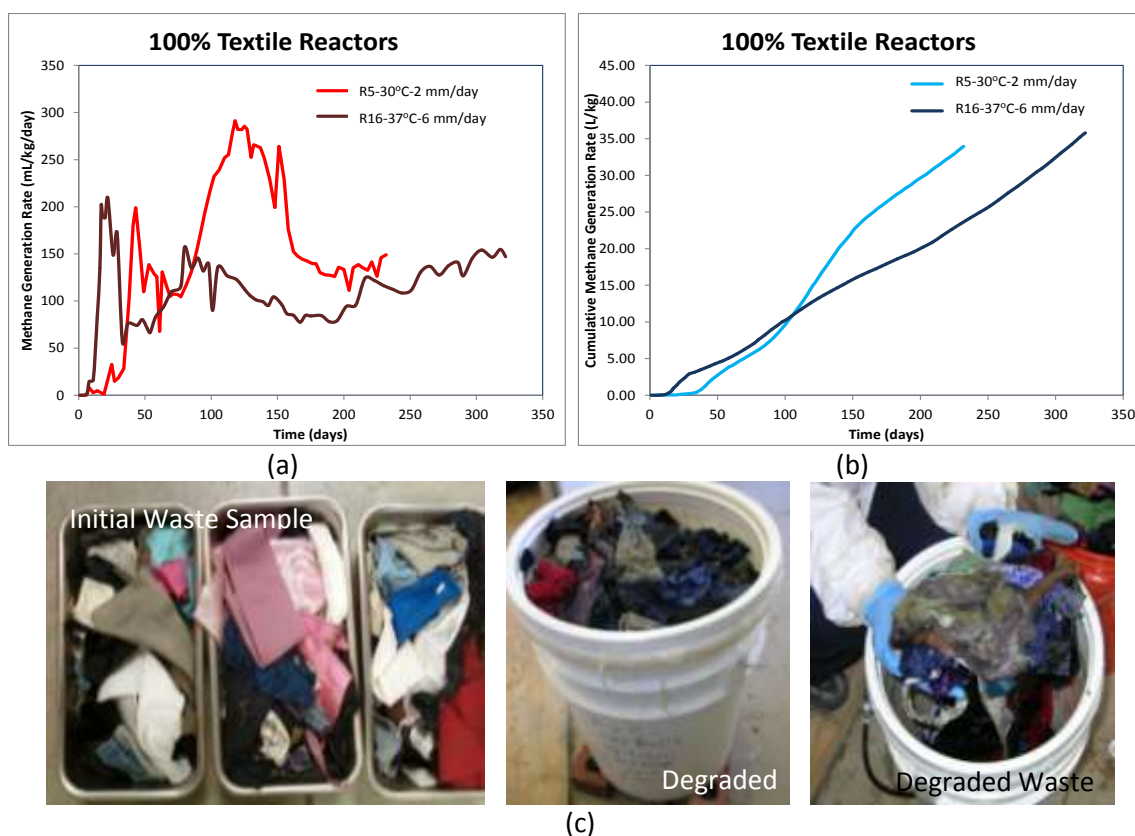 100% Textile Reactors
350
300
250
200
150
100
50
0
Methane Generation Rate (mL/kg/day)
R5-30°C-2 mm/day
R16-37°C-6 mm/day
0 50 100 150 200 250 300 350
Time (days)
(a)
100% Textile Reactors
45.00
40.00
35.00
30.00
25.00
20.00
15.00
10.00
5.00
0.00
Cumulative Methane Generation Rate (L/kg)
R5-30°C-2 mm/day
R16-37°C-6 mm/day
0 50 100 150 200 250 300 350
Time (days)
(b)
Initial Waste Sample
Degraded
Degraded Waste
(c)